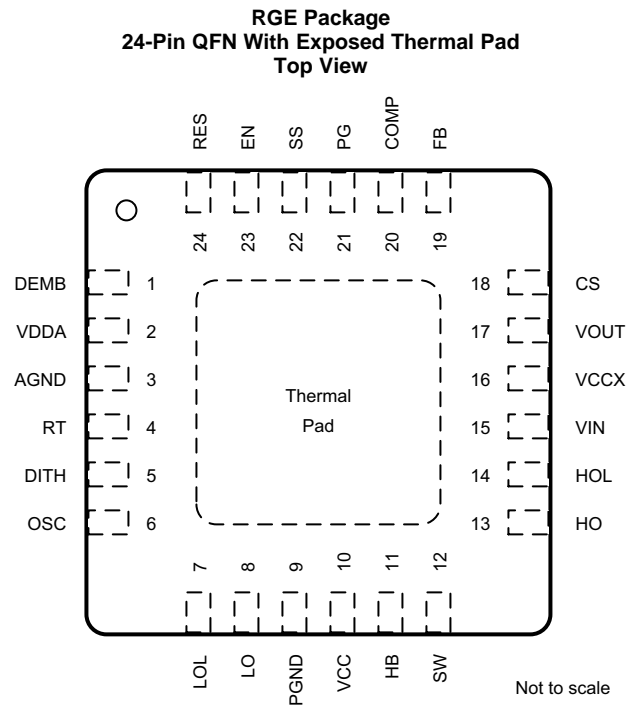 RGE Package
24-Pin QFN With Exposed Thermal Pad
Top View
RES
EN
SS
PG
COMP
FB
24
23
22
21
20
19
DEMB 1
VDDA 2
AGND 3
RT 4
DITH 5
OSC 6
Thermal
Pad
18 CS
17 VOUT
16 VCCX
15 VIN
14 HOL
13 HO
7
8
9
10
11
12
LOL
LO
PGND
VCC
HB
SW
Not to scale